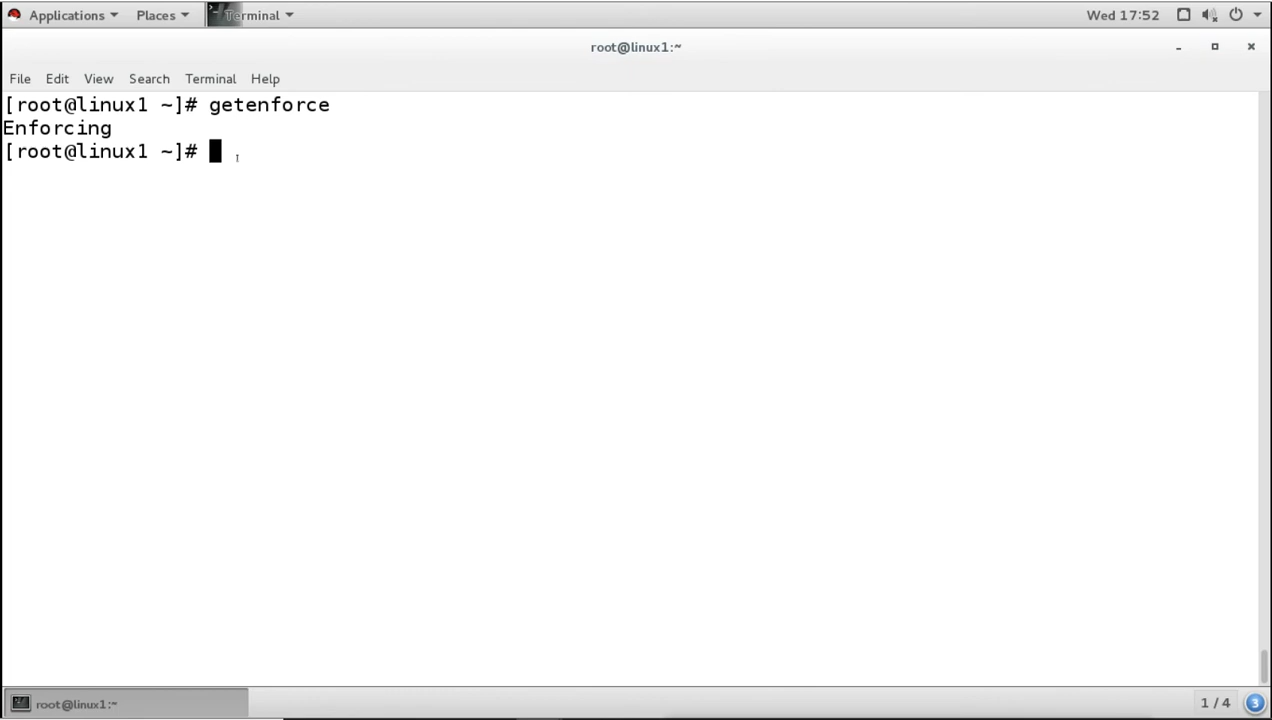 Applications Places Terminal Wed 17:52
root@linux1:~
File Edit View Search Terminal Help
[root@linux1 ~]# getenforce
Enforcing
[root@linux1 ~]#
root@linux1:~ 1 / 4 3